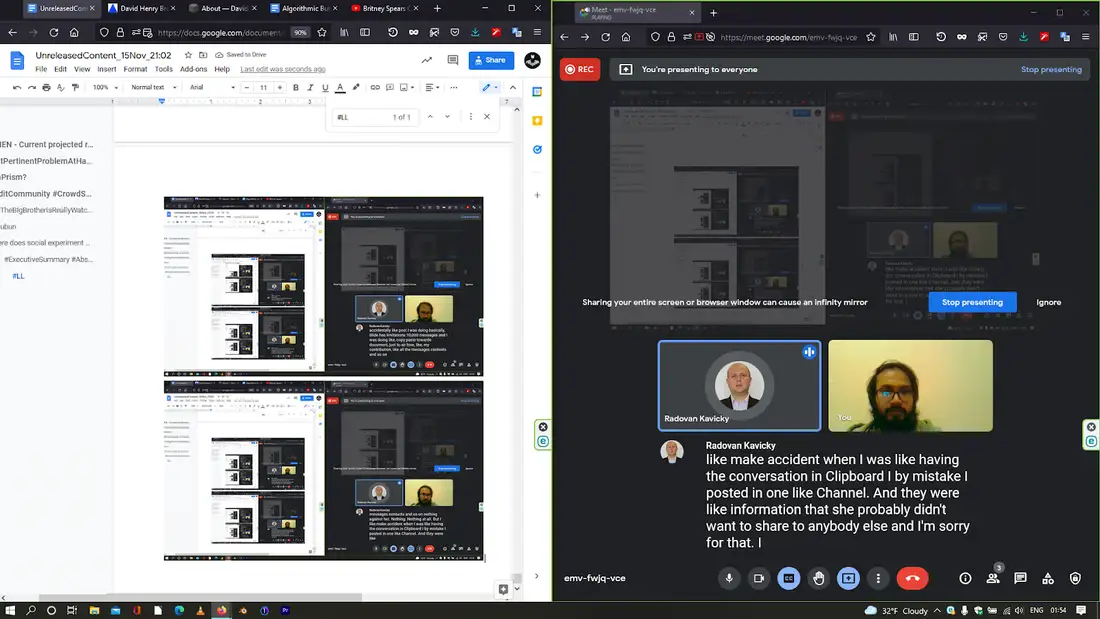 UnreleasedCon
David Henry Br
About — David
Algorithmic Bu
Britney Spears C
https://docs.google.com/document/
90%
UnreleasedContent_15Nov_21:02
Saved to Drive
File Edit View Insert Format Tools Add-ons Help
Last edit was seconds ago
Share
100%
Normal text
Arial
11
#LL
1 of 1
IEN - Current projected r...
tPertinentProblemAtHa...
Prism?
ditCommunity #CrowdS...
TheBigBrotherIsReallyWatc...
ubun
ere does social experiment ...
#ExecutiveSummary #Abs...
#LL
Meet - emv-fwjq-vce
PLAYING
https://meet.google.com/emv-fwjq-vce
REC
You're presenting to everyone
Stop presenting
Sharing your entire screen or browser window can cause an infinity mirror
Stop presenting
Ignore
Radovan Kavicky
You
Radovan Kavicky
like make accident when I was like having
the conversation in Clipboard I by mistake I
posted in one like Channel. And they were
like information that she probably didn't
want to share to anybody else and I'm sorry
for that. I
emv-fwjq-vce
3
32°F Cloudy
ENG
01:54